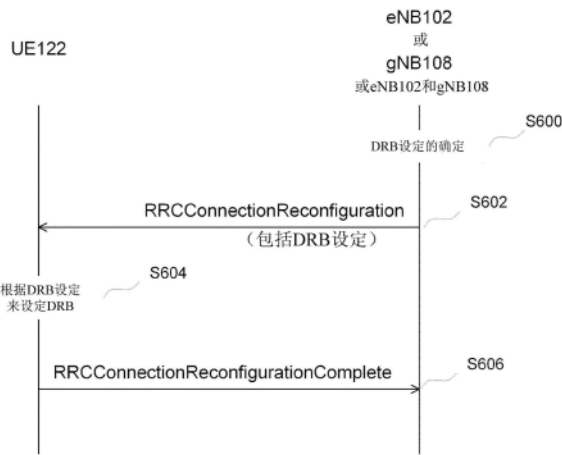 eNB102
或
UE122
gNB108
或eNB102和gNB108
S600
DRB设定的确定
S602
RRCConnectionReconfiguration
（包括DRB设定）
S604
根据DRB设定
来设定DRB
S606
RRCConnectionReconfigurationComplete